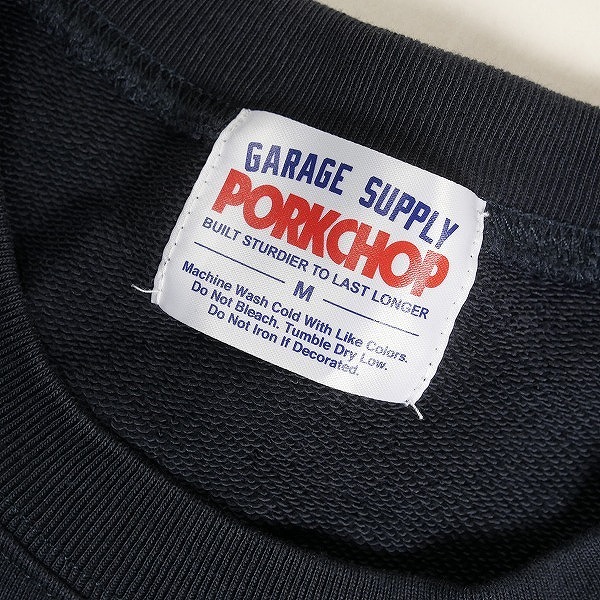 GARAGE SUPPLY
PORKCHOP
BUILT STURDIER TO LAST LONGER
M
Machine Wash Cold With Like Colors.
Do Not Bleach. Tumble Dry Low.
Do Not Iron If Decorated.